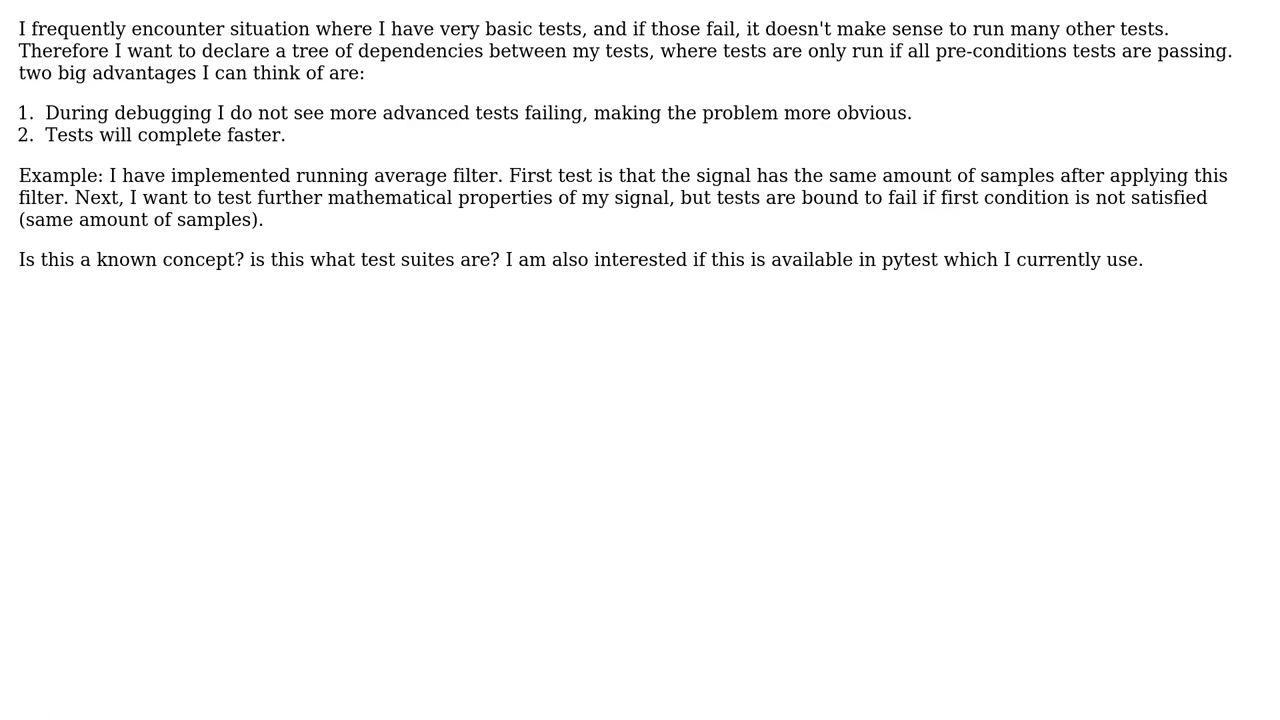 I frequently encounter situation where I have very basic tests, and if those fail, it doesn't make sense to run many other tests.
Therefore I want to declare a tree of dependencies between my tests, where tests are only run if all pre-conditions tests are passing.
two big advantages I can think of are:
1. During debugging I do not see more advanced tests failing, making the problem more obvious.
2. Tests will complete faster.
Example: I have implemented running average filter. First test is that the signal has the same amount of samples after applying this
filter. Next, I want to test further mathematical properties of my signal, but tests are bound to fail if first condition is not satisfied
(same amount of samples).
Is this a known concept? is this what test suites are? I am also interested if this is available in pytest which I currently use.